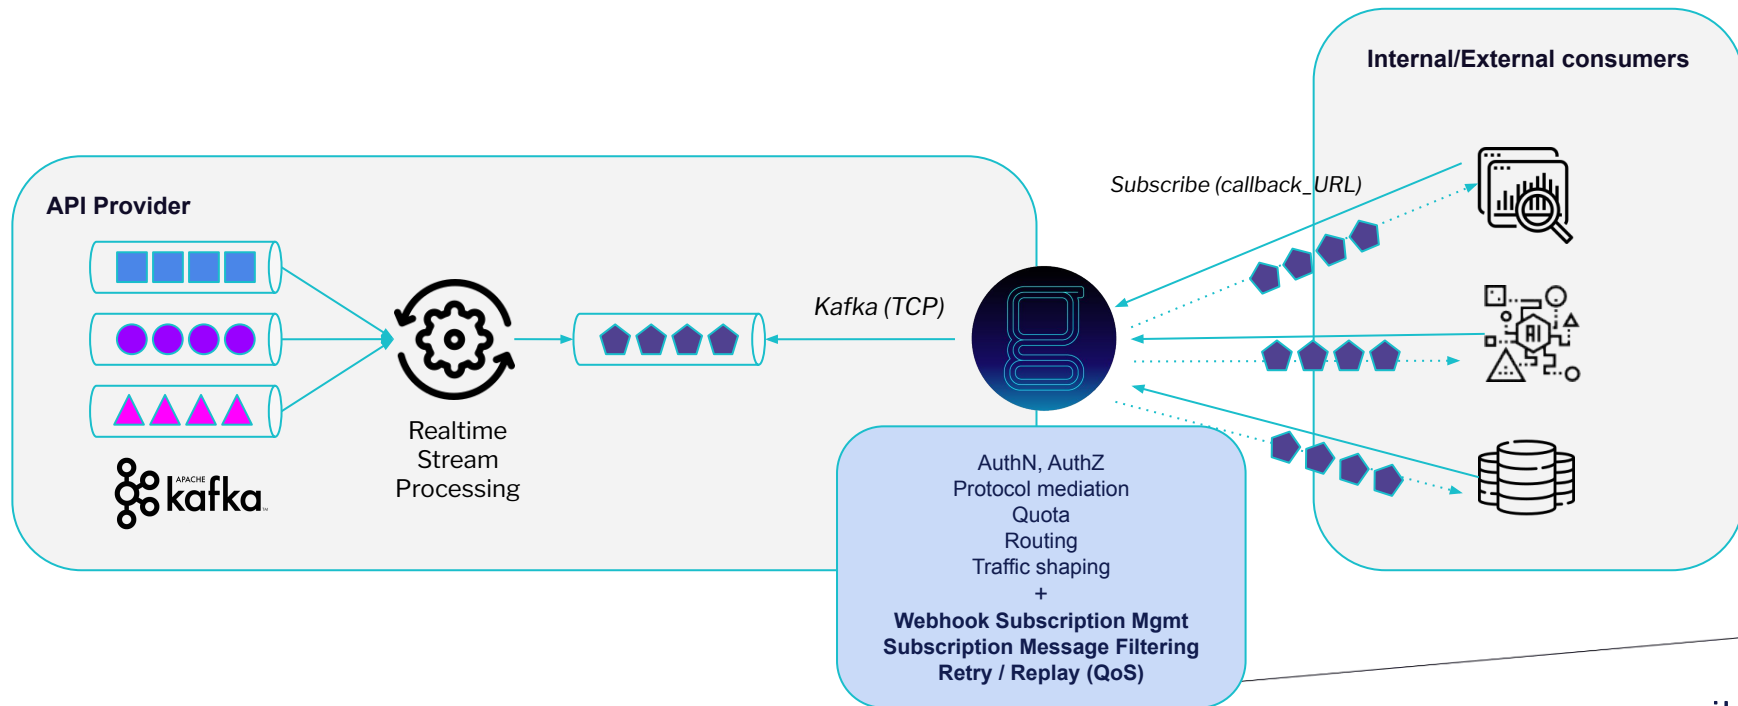 Internal/External consumers
API Provider
Subscribe (callback_URL)
Kafka (TCP)
g
AI
Realtime
Stream
Processing
APACHE
kafka
AuthN, AuthZ
Protocol mediation
Quota
Routing
Traffic shaping
+
Webhook Subscription Mgmt
Subscription Message Filtering
Retry / Replay (QoS)